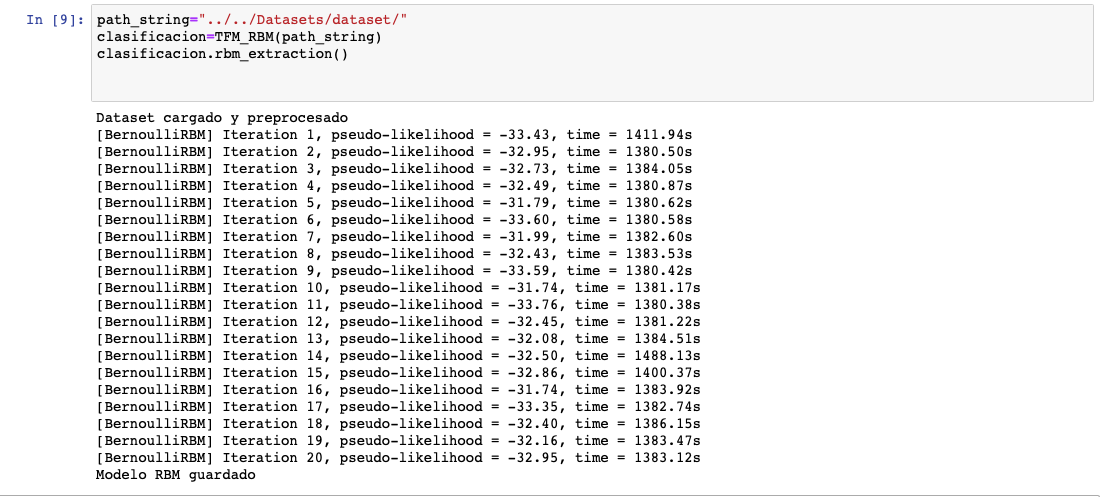 In [9]:
path_string="../../Datasets/dataset/"
clasificacion=TFM_RBM(path_string)
clasificacion.rbm_extraction()
Dataset cargado y preprocesado
[BernoulliRBM] Iteration 1, pseudo-likelihood = -33.43, time = 1411.94s
[BernoulliRBM] Iteration 2, pseudo-likelihood = -32.95, time = 1380.50s
[BernoulliRBM] Iteration 3, pseudo-likelihood = -32.73, time = 1384.05s
[BernoulliRBM] Iteration 4, pseudo-likelihood = -32.49, time = 1380.87s
[BernoulliRBM] Iteration 5, pseudo-likelihood = -31.79, time = 1380.62s
[BernoulliRBM] Iteration 6, pseudo-likelihood = -33.60, time = 1380.58s
[BernoulliRBM] Iteration 7, pseudo-likelihood = -31.99, time = 1382.60s
[BernoulliRBM] Iteration 8, pseudo-likelihood = -32.43, time = 1383.53s
[BernoulliRBM] Iteration 9, pseudo-likelihood = -33.59, time = 1380.42s
[BernoulliRBM] Iteration 10, pseudo-likelihood = -31.74, time = 1381.17s
[BernoulliRBM] Iteration 11, pseudo-likelihood = -33.76, time = 1380.38s
[BernoulliRBM] Iteration 12, pseudo-likelihood = -32.45, time = 1381.22s
[BernoulliRBM] Iteration 13, pseudo-likelihood = -32.08, time = 1384.51s
[BernoulliRBM] Iteration 14, pseudo-likelihood = -32.50, time = 1488.13s
[BernoulliRBM] Iteration 15, pseudo-likelihood = -32.86, time = 1400.37s
[BernoulliRBM] Iteration 16, pseudo-likelihood = -31.74, time = 1383.92s
[BernoulliRBM] Iteration 17, pseudo-likelihood = -33.35, time = 1382.74s
[BernoulliRBM] Iteration 18, pseudo-likelihood = -32.40, time = 1386.15s
[BernoulliRBM] Iteration 19, pseudo-likelihood = -32.16, time = 1383.47s
[BernoulliRBM] Iteration 20, pseudo-likelihood = -32.95, time = 1383.12s
Modelo RBM guardado